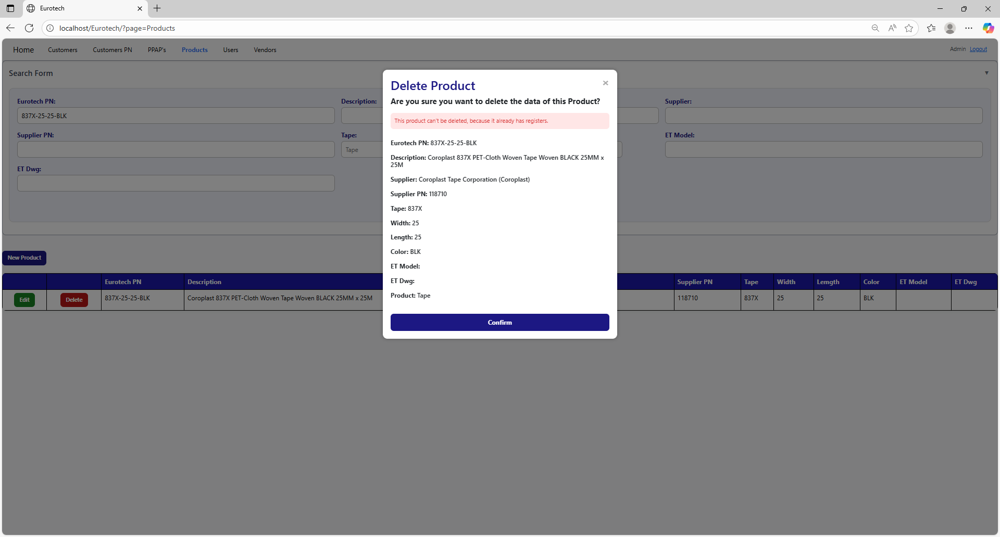 Eurotech
localhost/Eurotech/?page=Products
Home Customers Customers PN PPAP's Products Users Vendors Admin Logout
Search Form
Eurotech PN: Description: Supplier:
837X-25-25-BLK
Supplier PN: Tape: ET Model:
Tape
ET Dwg:
Delete Product
Are you sure you want to delete the data of this Product?
This product can't be deleted, because it already has registers.
Eurotech PN: 837X-25-25-BLK
Description: Coroplast 837X PET-Cloth Woven Tape Woven BLACK 25MM x
25M
Supplier: Coroplast Tape Corporation (Coroplast)
Supplier PN: 118710
Tape: 837X
Width: 25
Length: 25
Color: BLK
ET Model:
ET Dwg:
Product: Tape
Confirm
New Product
Eurotech PN Description Supplier PN Tape Width Lemgth Color ET Model ET Dwg
Edit Delete 837X-25-25-BLK Coroplast 837X PET-Cloth Woven Tape Woven BLACK 25MM x 25M 118710 837X 25 25 BLK